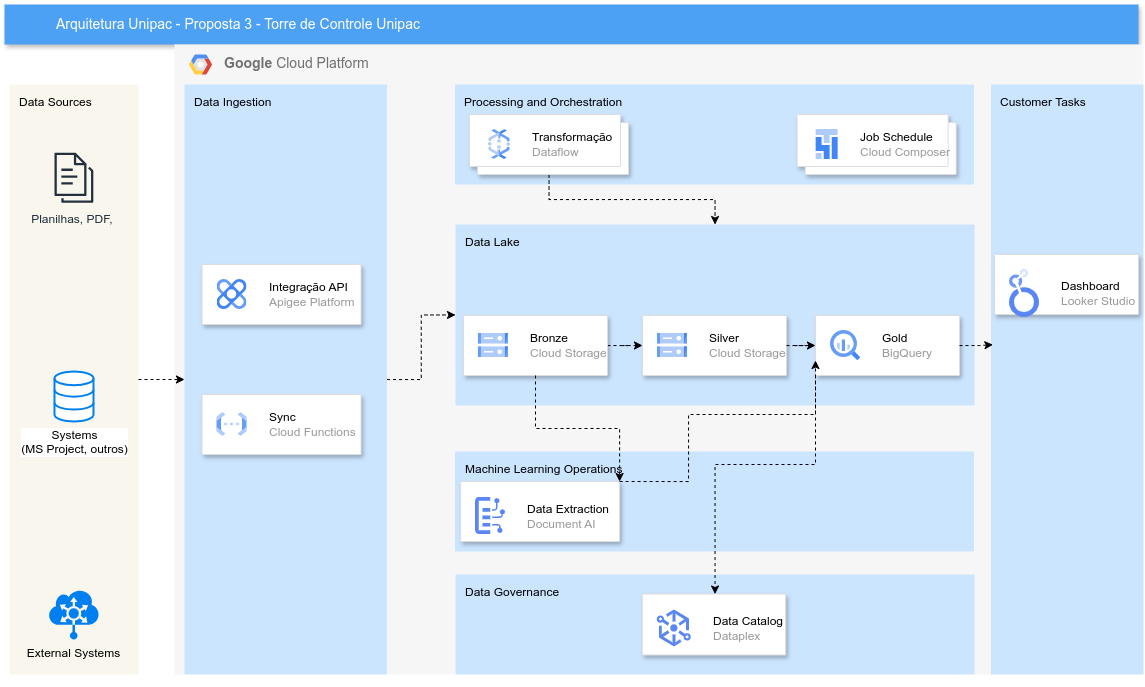 Arquitetura Unipac - Proposta 3 - Torre de Controle Unipac
Google Cloud Platform
Data Sources
Planilhas, PDF,
Systems
(MS Project, outros)
External Systems
Data Ingestion
Integração API
Apigee Platform
Sync
Cloud Functions
Processing and Orchestration
Transformação
Dataflow
Job Schedule
Cloud Composer
Data Lake
Bronze
Cloud Storage
Silver
Cloud Storage
Gold
BigQuery
Machine Learning Operations
Data Extraction
Document AI
Data Governance
Data Catalog
Dataplex
Customer Tasks
Dashboard
Looker Studio